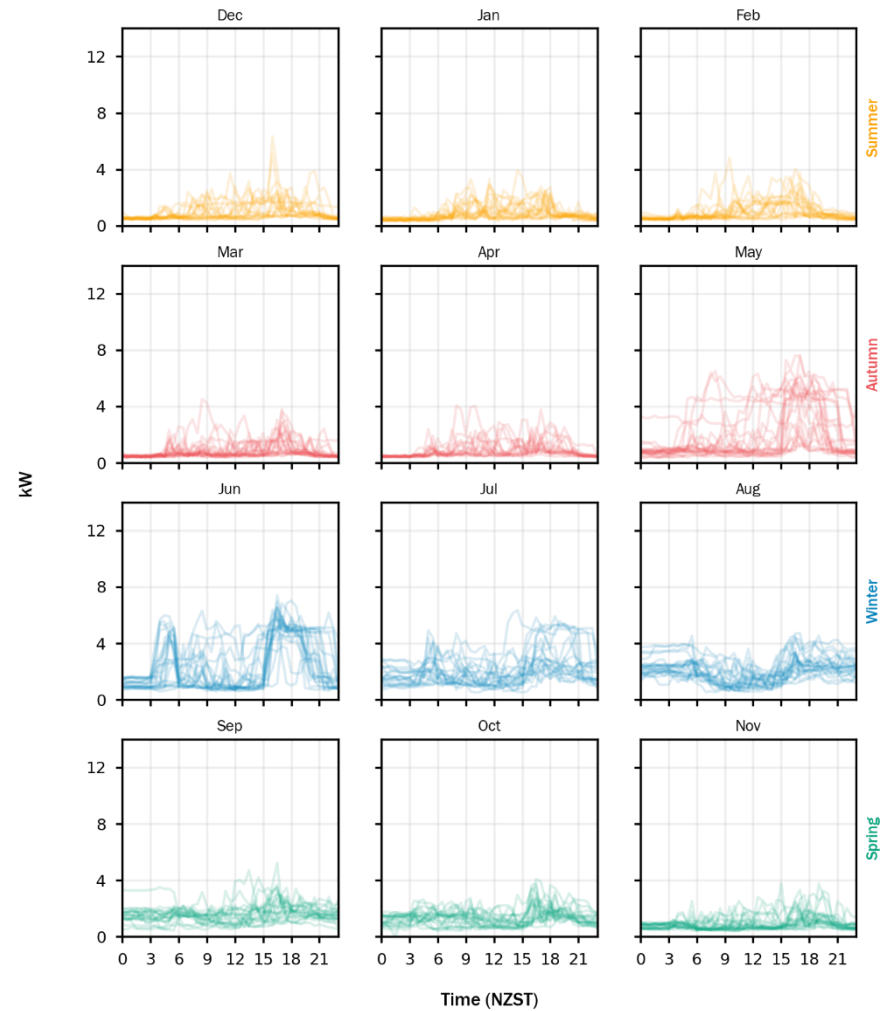 Dec Jan Feb
12
8
4
0
Summer
Mar Apr May
12
8
4
0
Autumn
kW
Jun Jul Aug
12
8
4
0
Winter
Sep Oct Nov
12
8
4
0
Spring
0 3 6 9 12 15 18 21 0 3 6 9 12 15 18 21 0 3 6 9 12 15 18 21
Time (NZST)